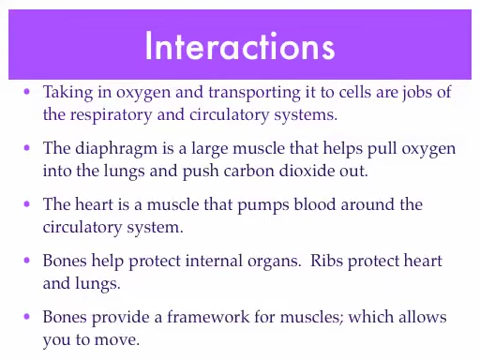 Interactions
• Taking in oxygen and transporting it to cells are jobs of
the respiratory and circulatory systems.
• The diaphragm is a large muscle that helps pull oxygen
into the lungs and push carbon dioxide out.
• The heart is a muscle that pumps blood around the
circulatory system.
• Bones help protect internal organs.  Ribs protect heart
and lungs.
• Bones provide a framework for muscles; which allows
you to move.